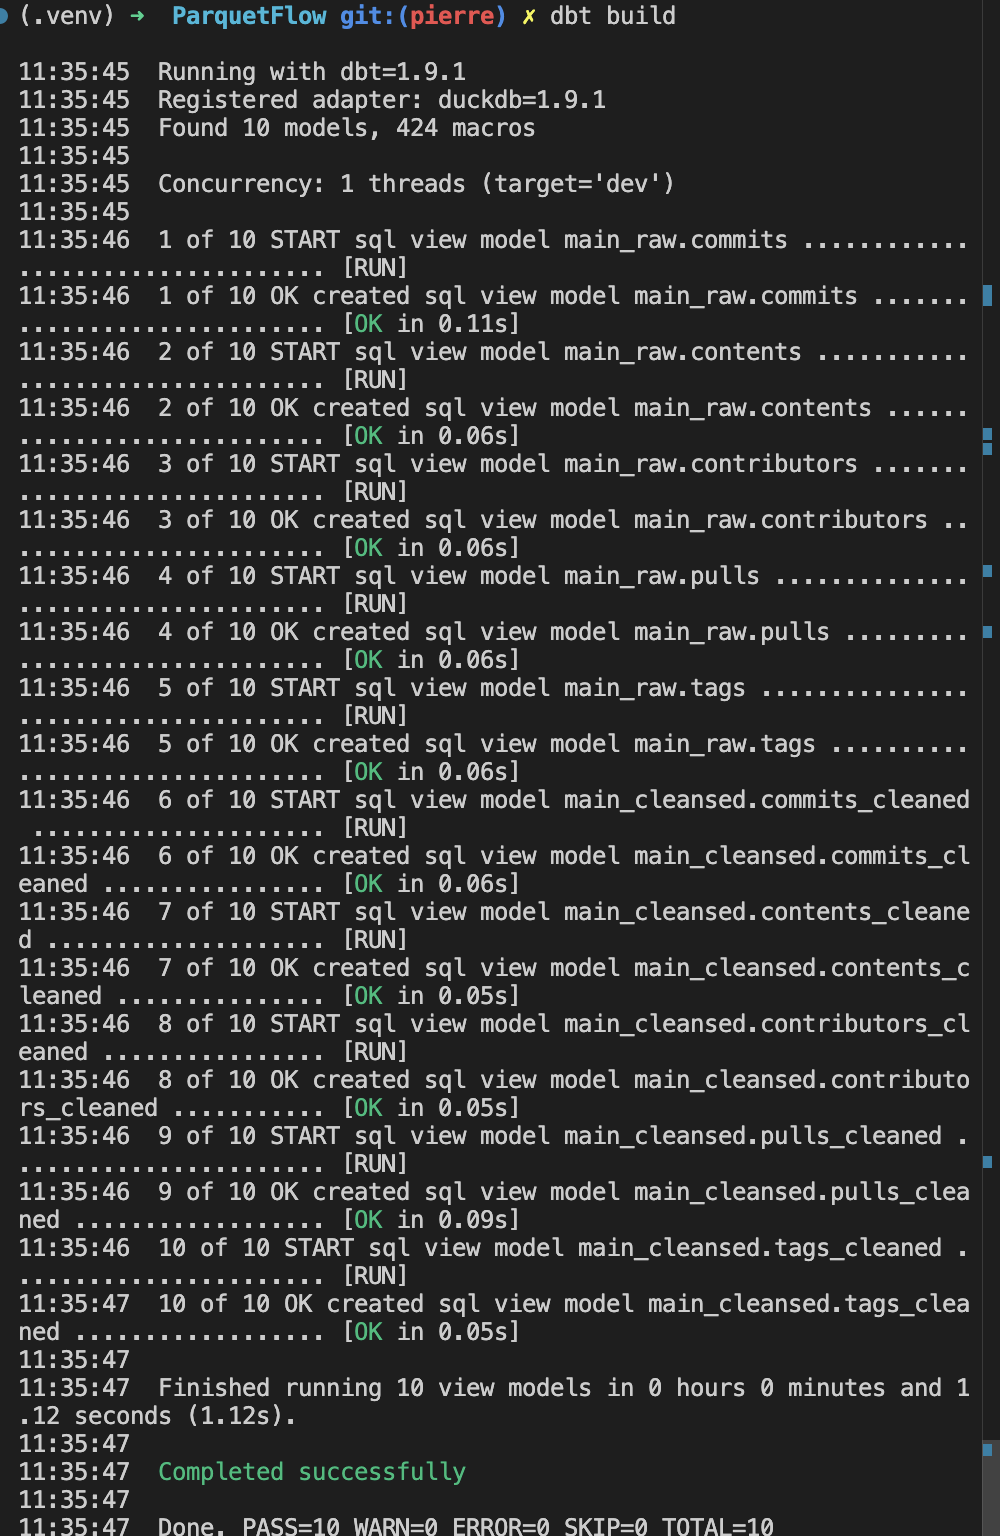 (.venv) ➜  ParquetFlow git:(pierre) ✗ dbt build
11:35:45  Running with dbt=1.9.1
11:35:45  Registered adapter: duckdb=1.9.1
11:35:45  Found 10 models, 424 macros
11:35:45
11:35:45  Concurrency: 1 threads (target='dev')
11:35:45
11:35:46  1 of 10 START sql view model main_raw.commits ............
...................... [RUN]
11:35:46  1 of 10 OK created sql view model main_raw.commits .......
...................... [OK in 0.11s]
11:35:46  2 of 10 START sql view model main_raw.contents ...........
...................... [RUN]
11:35:46  2 of 10 OK created sql view model main_raw.contents ......
...................... [OK in 0.06s]
11:35:46  3 of 10 START sql view model main_raw.contributors .......
...................... [RUN]
11:35:46  3 of 10 OK created sql view model main_raw.contributors ..
...................... [OK in 0.06s]
11:35:46  4 of 10 START sql view model main_raw.pulls ..............
...................... [RUN]
11:35:46  4 of 10 OK created sql view model main_raw.pulls .........
...................... [OK in 0.06s]
11:35:46  5 of 10 START sql view model main_raw.tags ...............
...................... [RUN]
11:35:46  5 of 10 OK created sql view model main_raw.tags ..........
...................... [OK in 0.06s]
11:35:46  6 of 10 START sql view model main_cleansed.commits_cleaned
 ..................... [RUN]
11:35:46  6 of 10 OK created sql view model main_cleansed.commits_cl
eaned ................ [OK in 0.06s]
11:35:46  7 of 10 START sql view model main_cleansed.contents_cleane
d .................... [RUN]
11:35:46  7 of 10 OK created sql view model main_cleansed.contents_c
leaned ............... [OK in 0.05s]
11:35:46  8 of 10 START sql view model main_cleansed.contributors_cl
eaned ................ [RUN]
11:35:46  8 of 10 OK created sql view model main_cleansed.contributo
rs_cleaned ........... [OK in 0.05s]
11:35:46  9 of 10 START sql view model main_cleansed.pulls_cleaned .
...................... [RUN]
11:35:46  9 of 10 OK created sql view model main_cleansed.pulls_clea
ned .................. [OK in 0.09s]
11:35:46  10 of 10 START sql view model main_cleansed.tags_cleaned .
...................... [RUN]
11:35:47  10 of 10 OK created sql view model main_cleansed.tags_clea
ned .................. [OK in 0.05s]
11:35:47
11:35:47  Finished running 10 view models in 0 hours 0 minutes and 1
.12 seconds (1.12s).
11:35:47
11:35:47  Completed successfully
11:35:47
11:35:47  Done. PASS=10 WARN=0 ERROR=0 SKIP=0 TOTAL=10